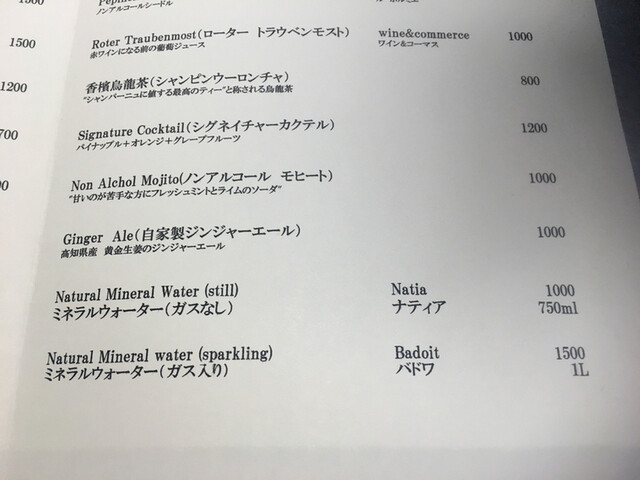 1500
ノンアルコールシードル
1500
Roter Traubenmost(ローター トラウベンモスト)
wine&commerce
1000
赤ワインになる前の葡萄ジュース
ワイン&コーマス
1200
香檳烏龍茶(シャンピンウーロンチャ)
800
"シャンパーニュに値する最高のティー"と称される烏龍茶
700
Signature Cocktail(シグネイチャーカクテル)
1200
パイナップル+オレンジ+グレープフルーツ
Non Alchol Mojito(ノンアルコール モヒート)
1000
"甘いのが苦手な方にフレッシュミントとライムのソーダ"
Ginger Ale(自家製ジンジャーエール)
1000
高知県産 黄金生姜のジンジャーエール
Natural Mineral Water (still)
Natia
1000
ミネラルウォーター(ガスなし)
ナティア
750ml
Natural Mineral water (sparkling)
Badoit
1500
ミネラルウォーター(ガス入り)
バドワ
1L